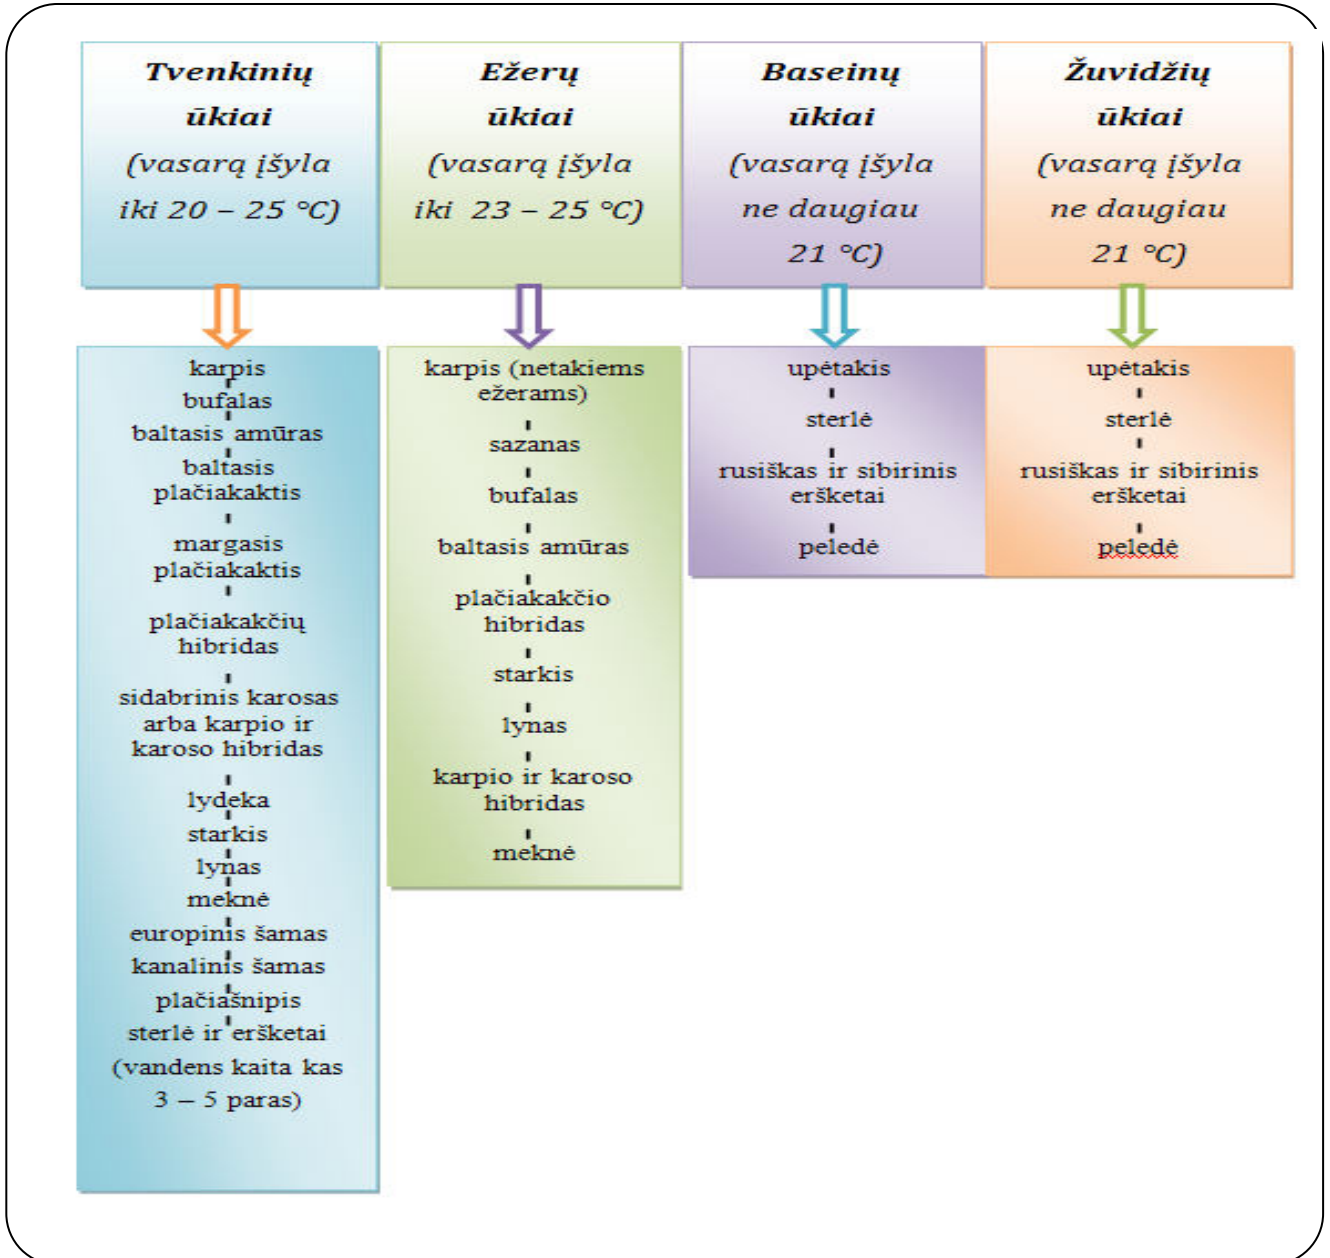 Tvenkinių
ūkiai
(vasarą įšyla
iki 20 – 25 °C)
karpis
bufalas
baltasis amūras
baltasis
plačiakaktis
margasis
plačiakaktis
plačiakakčių
hibridas
sidabrinis karosas
arba karpio ir
karoso hibridas
lydeka
starkis
lynas
meknė
europinis šamas
kanalinis šamas
plačiašnipis
sterlė ir eršketai
(vandens kaita kas
3 – 5 paras)
Ežerų
ūkiai
(vasarą įšyla
iki 23 – 25 °C)
karpis (netakiems
ežerams)
sazanas
bufalas
baltasis amūras
plačiakakčio
hibridas
starkis
lynas
karpio ir karoso
hibridas
meknė
Baseinų
ūkiai
(vasarą įšyla
ne daugiau
21 °C)
upėtakis
sterlė
rusiškas ir sibirinis
eršketai
peledė
Žuvidžių
ūkiai
(vasarą įšyla
ne daugiau
21 °C)
upėtakis
sterlė
rusiškas ir sibirinis
eršketai
peledė